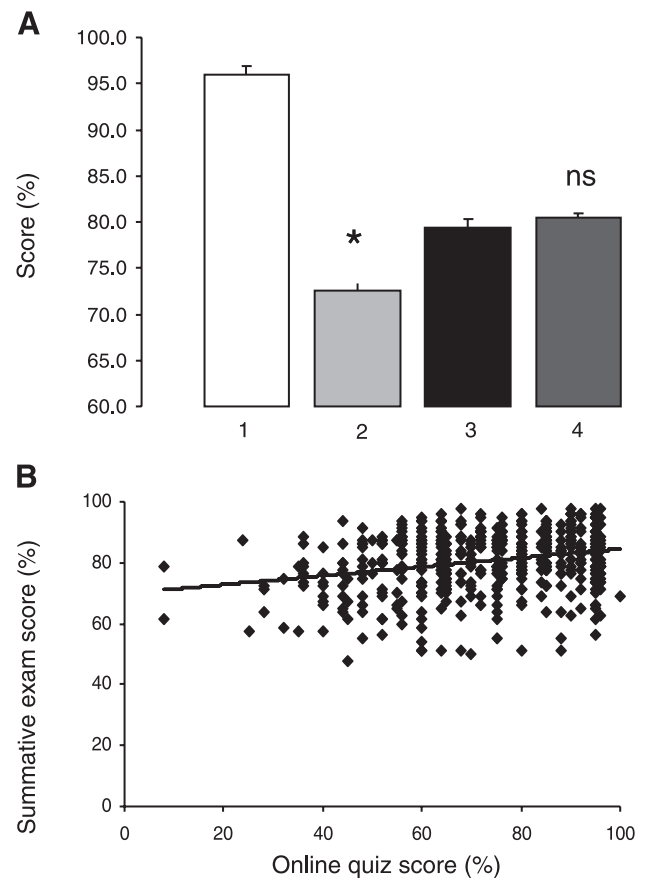 A
Score (%)
100.0
95.0
90.0
85.0
80.0
75.0
70.0
65.0
60.0
*
ns
1 2 3 4
B
Summative exam score (%)
100
80
60
40
20
0
0 20 40 60 80 100
Online quiz score (%)